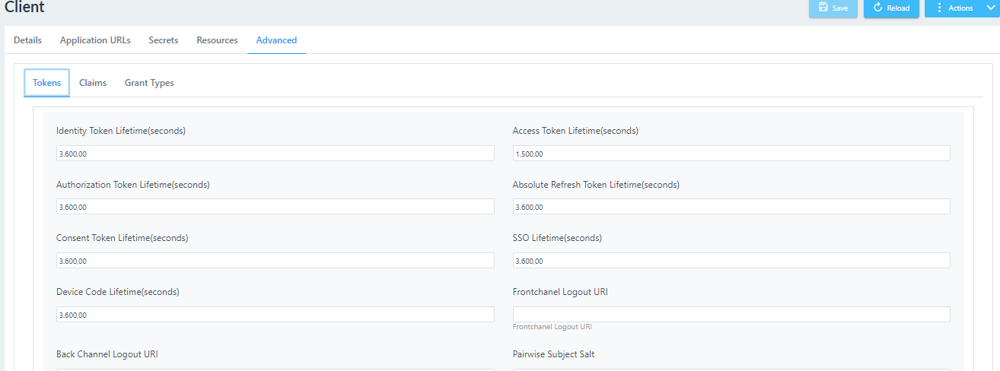 Client
Save Reload Actions
Details Application URLs Secrets Resources Advanced
Tokens Claims Grant Types
Identity Token Lifetime(seconds) Access Token Lifetime(seconds)
3.600,00 1.500,00
Authorization Token Lifetime(seconds) Absolute Refresh Token Lifetime(seconds)
3.600,00 3.600,00
Consent Token Lifetime(seconds) SSO Lifetime(seconds)
3.600,00 3.600,00
Device Code Lifetime(seconds) Frontchanel Logout URI
3.600,00
Frontchanel Logout URI
Back Channel Logout URI Pairwise Subject Salt